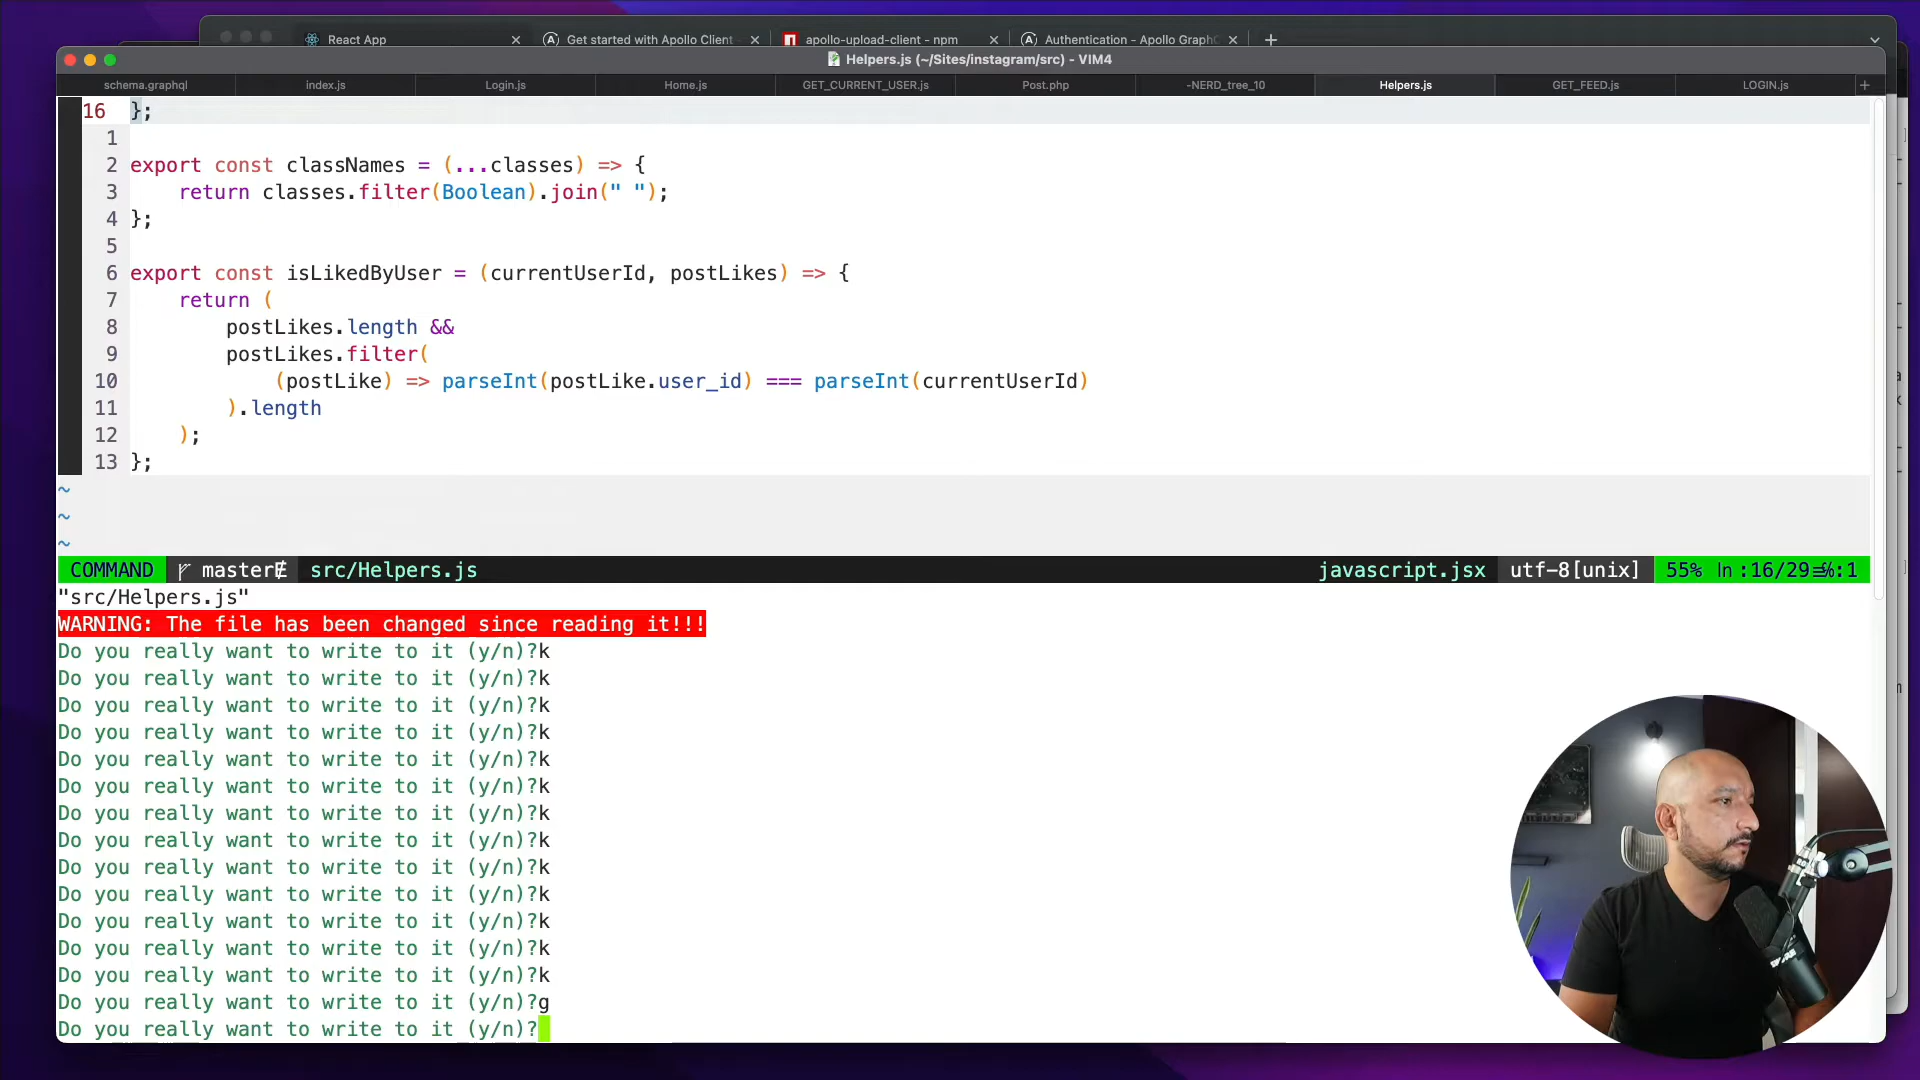 React App
Get started with Apollo Client
apollo-upload-client - npm
Authentication - Apollo GraphQ
Helpers.js (~/Sites/instagram/src) - VIM4
schema.graphql
index.js
Login.js
Home.js
GET_CURRENT_USER.js
Post.php
-NERD_tree_10
Helpers.js
GET_FEED.js
LOGIN.js
16 };
1
2 export const classNames = (...classes) => {
3 return classes.filter(Boolean).join(" ");
4 };
5
6 export const isLikedByUser = (currentUserId, postLikes) => {
7 return (
8 postLikes.length &&
9 postLikes.filter(
10 (postLike) => parseInt(postLike.user_id) === parseInt(currentUserId)
11 ).length
12 );
13 };
~
~
~
COMMAND master src/Helpers.js javascript.jsx utf-8[unix] 55% ln:16/29≡%:1
"src/Helpers.js"
WARNING: The file has been changed since reading it!!!
Do you really want to write to it (y/n)?k
Do you really want to write to it (y/n)?k
Do you really want to write to it (y/n)?k
Do you really want to write to it (y/n)?k
Do you really want to write to it (y/n)?k
Do you really want to write to it (y/n)?k
Do you really want to write to it (y/n)?k
Do you really want to write to it (y/n)?k
Do you really want to write to it (y/n)?k
Do you really want to write to it (y/n)?k
Do you really want to write to it (y/n)?k
Do you really want to write to it (y/n)?k
Do you really want to write to it (y/n)?k
Do you really want to write to it (y/n)?g
Do you really want to write to it (y/n)?